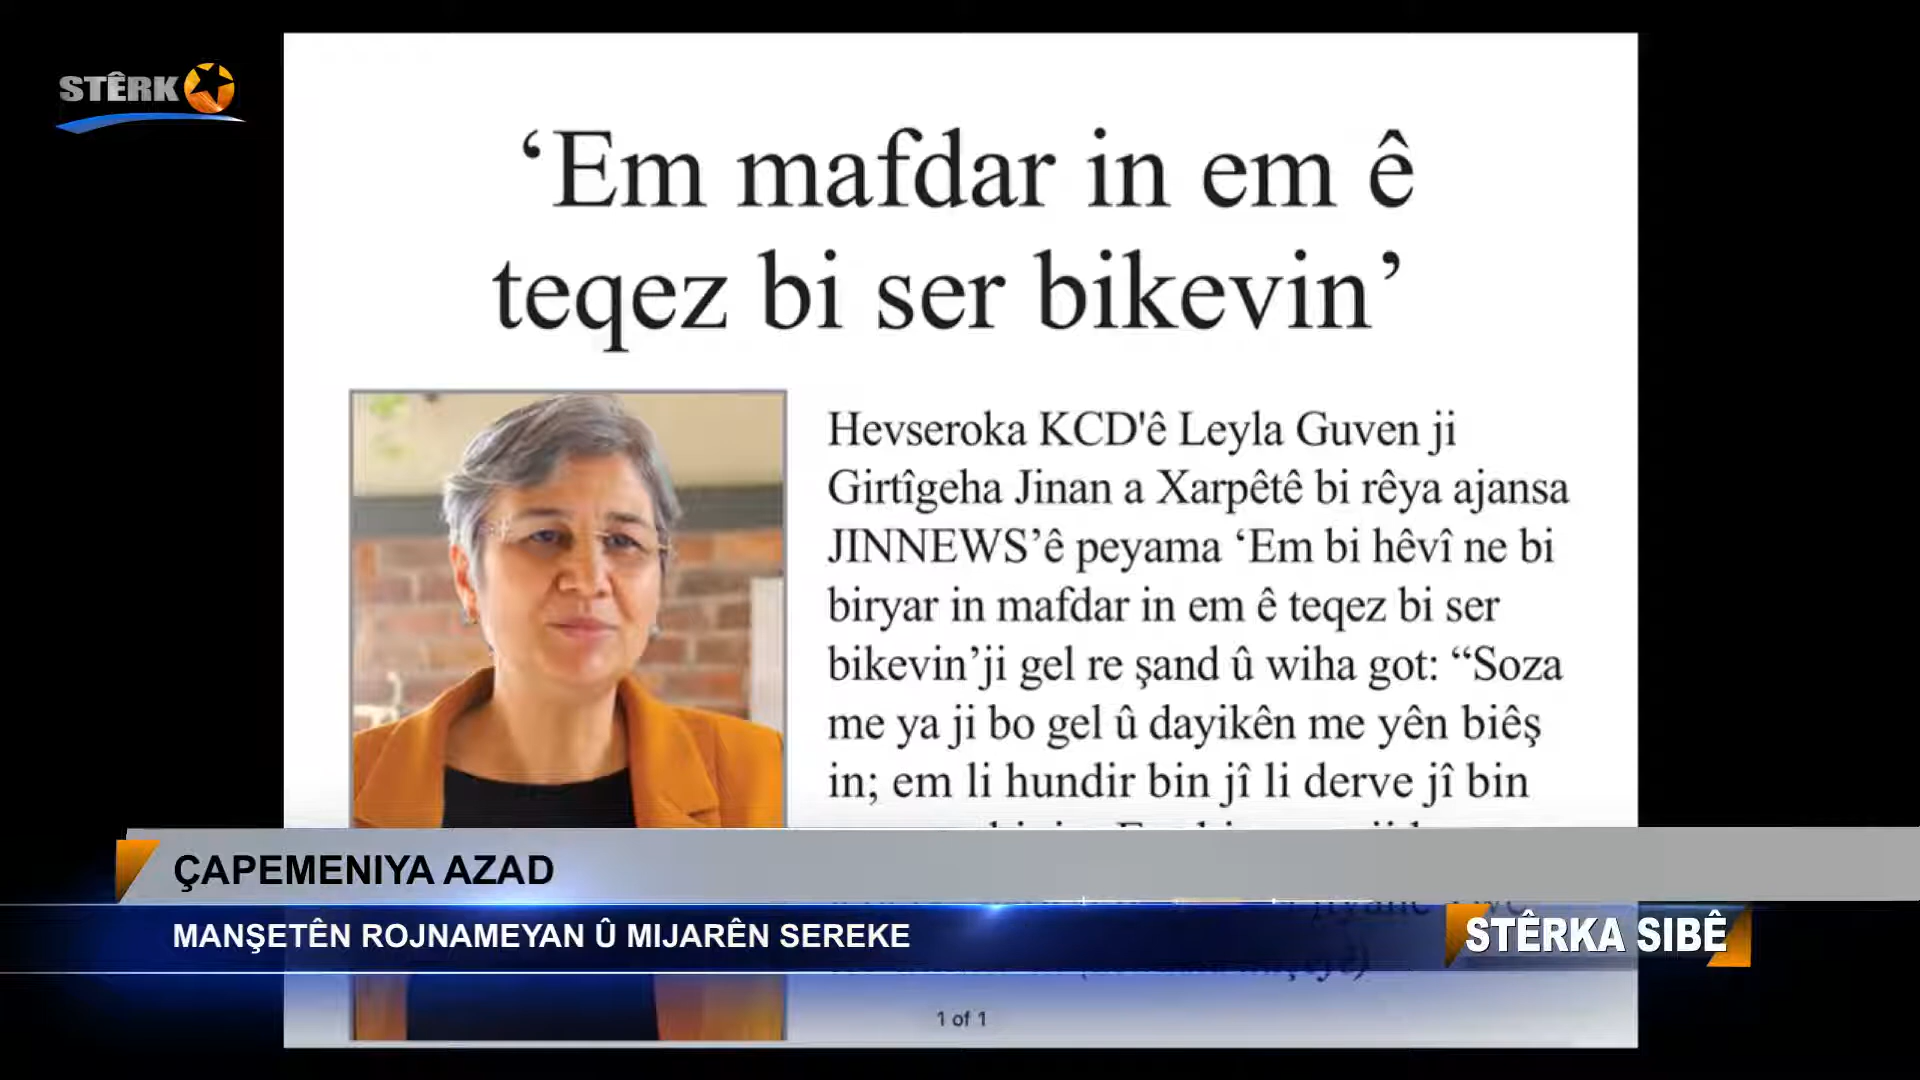 STÊRK
‘Em mafdar in em ê
teqez bi ser bikevin’
Hevseroka KCD'ê Leyla Guven ji
Girtîgeha Jinan a Xarpêtê bi rêya ajansa
JINNEWS’ê peyama ‘Em bi hêvî ne bi
biryar in mafdar in em ê teqez bi ser
bikevin’ji gel re şand û wiha got: “Soza
me ya ji bo gel û dayikên me yên biêş
in; em li hundir bin jî li derve jî bin
ÇAPEMENIYA AZAD
MANŞETÊN ROJNAMEYAN Û MIJARÊN SEREKE
STÊRKA SIBÊ
1 of 1